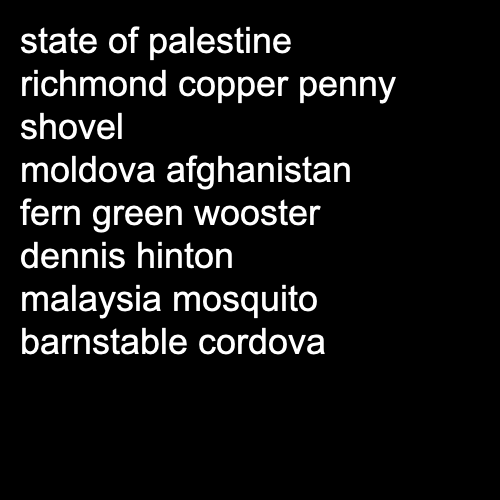 state of palestine
richmond copper penny
shovel
moldova afghanistan
fern green wooster
dennis hinton
malaysia mosquito
barnstable cordova